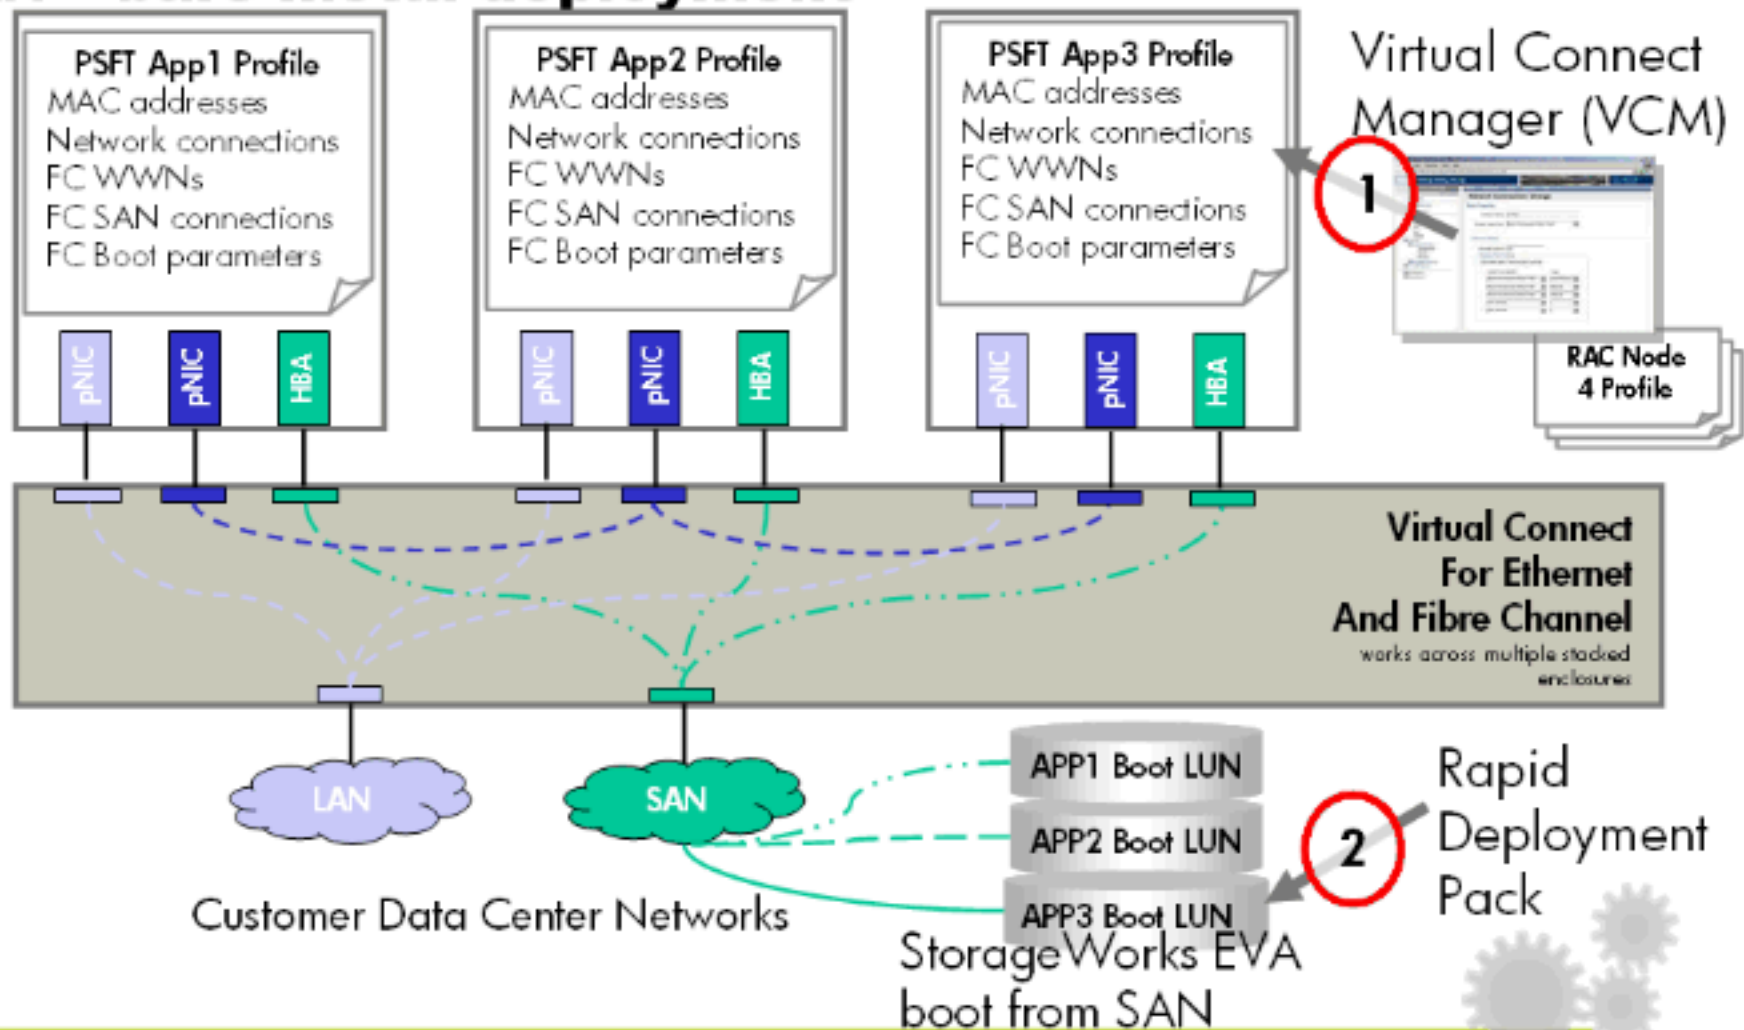 PSFT App1 Profile
MAC addresses
Network connections
FC WWNs
FC SAN connections
FC Boot parameters
pNIC
pNIC
HBA
PSFT App2 Profile
MAC addresses
Network connections
FC WWNs
FC SAN connections
FC Boot parameters
pNIC
pNIC
HBA
PSFT App3 Profile
MAC addresses
Network connections
FC WWNs
FC SAN connections
FC Boot parameters
pNIC
pNIC
HBA
Virtual Connect
Manager (VCM)
1
RAC Node
4 Profile
Virtual Connect
For Ethernet
And Fibre Channel
works across multiple stacked
enclosures
LAN
SAN
Customer Data Center Networks
APP1 Boot LUN
APP2 Boot LUN
APP3 Boot LUN
StorageWorks EVA
boot from SAN
2
Rapid
Deployment
Pack